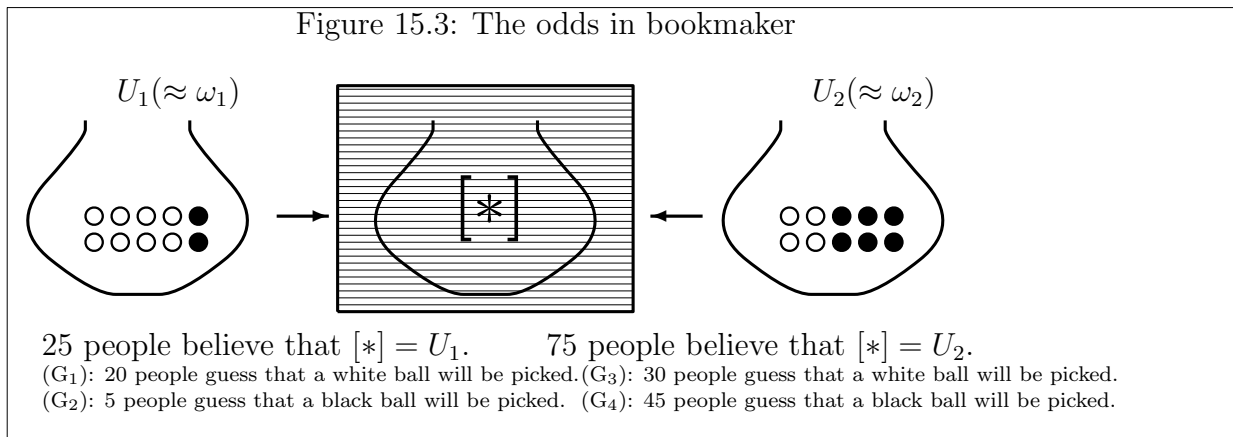 Figure 15.3: The odds in bookmaker
U₁(≈ ω₁)
U₂(≈ ω₂)
[*]
25 people believe that [∗] = U₁. 75 people believe that [∗] = U₂.
(G₁): 20 people guess that a white ball will be picked. (G₃): 30 people guess that a white ball will be picked.
(G₂): 5 people guess that a black ball will be picked. (G₄): 45 people guess that a black ball will be picked.